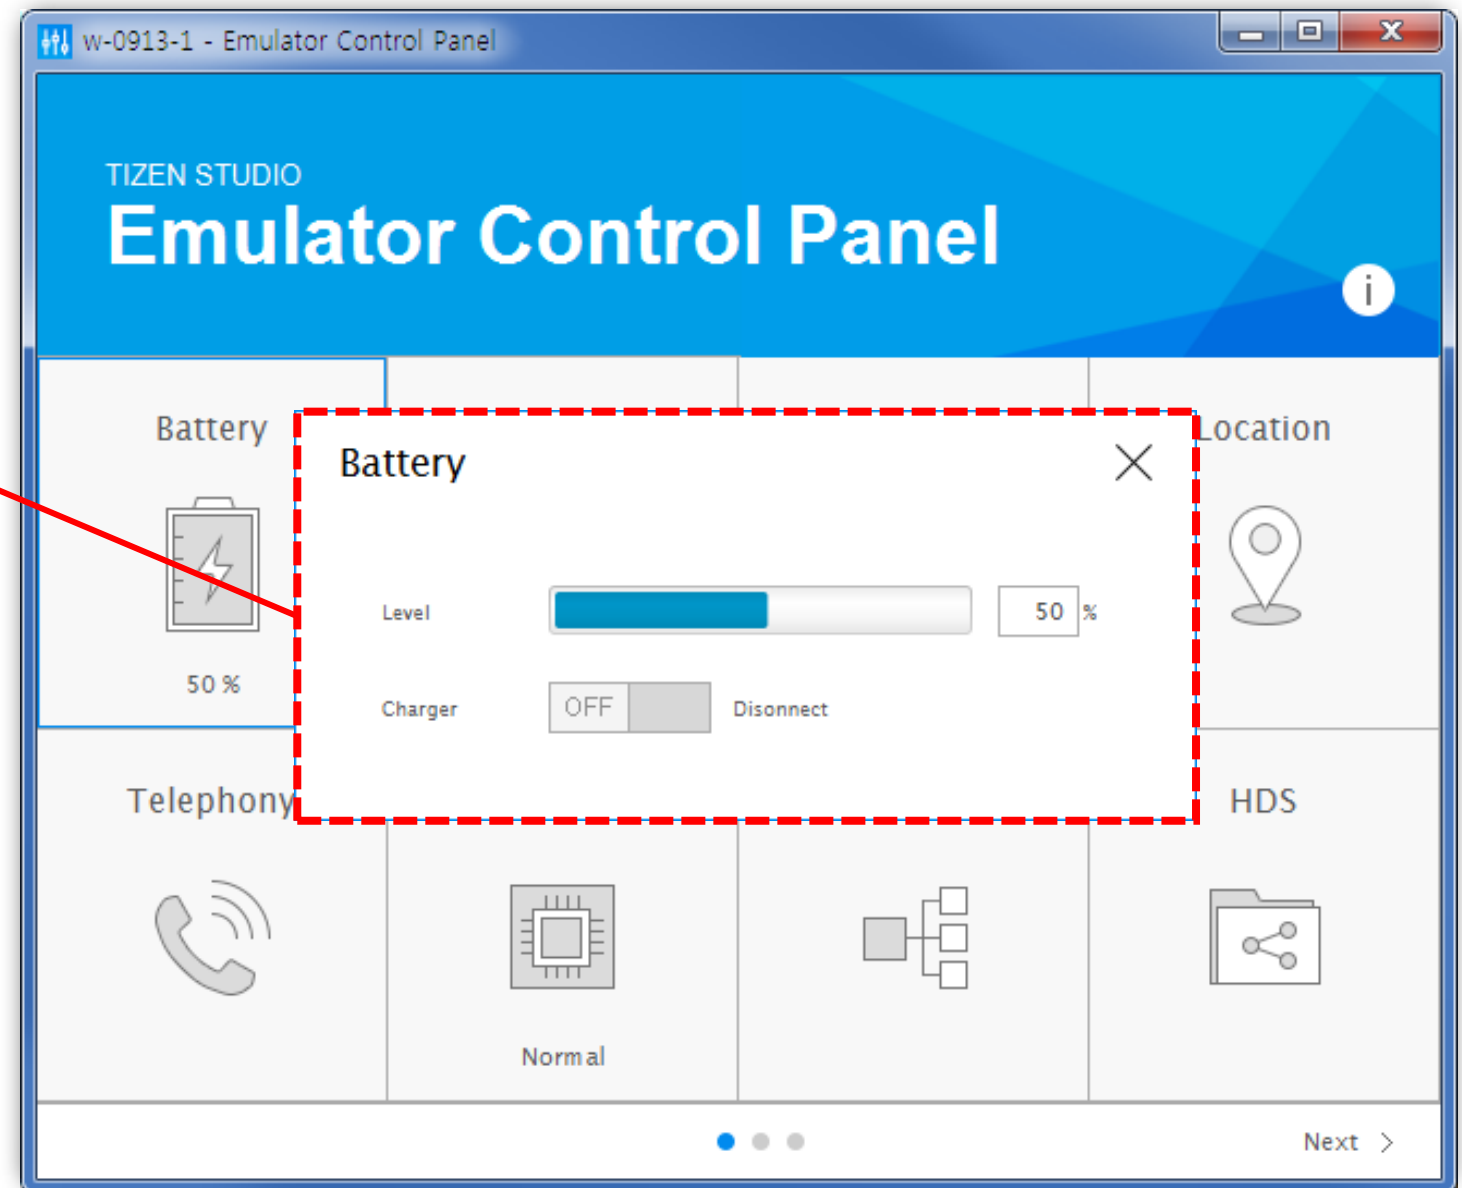 w-0913-1 - Emulator Control Panel
TIZEN STUDIO
Emulator Control Panel
i
Battery
Location
Battery
Level
50 %
50 %
Charger
OFF
Disonnect
Telephony
HDS
Normal
Next >